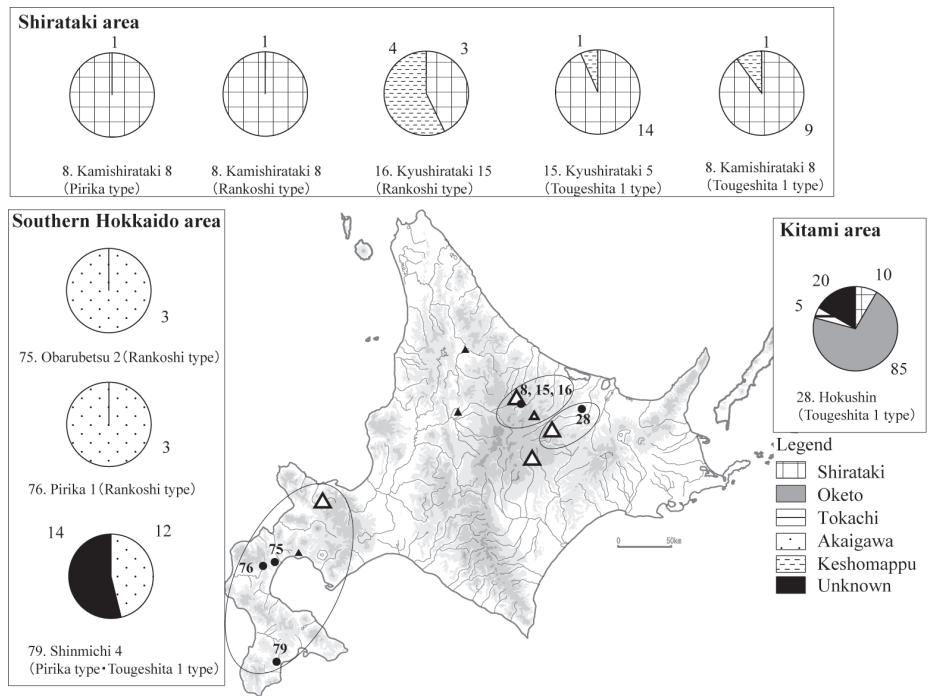 Shirataki area
1
1
4
3
1
14
1
9
8. Kamishirataki 8
(Pirika type)
8. Kamishirataki 8
(Rankoshi type)
16. Kyushirataki 15
(Rankoshi type)
15. Kyushirataki 5
(Tougeshita 1 type)
8. Kamishirataki 8
(Tougeshita 1 type)
Southern Hokkaido area
3
75. Obarubetsu 2(Rankoshi type)
3
76. Pirika 1(Rankoshi type)
14
12
79. Shinmichi 4
(Pirika type・Tougeshita 1 type)
8, 15, 16
28
75
76
79
0
50km
Kitami area
20
10
5
85
28. Hokushin
(Tougeshita 1 type)
Legend
Shirataki
Oketo
Tokachi
Akaigawa
Keshomappu
Unknown